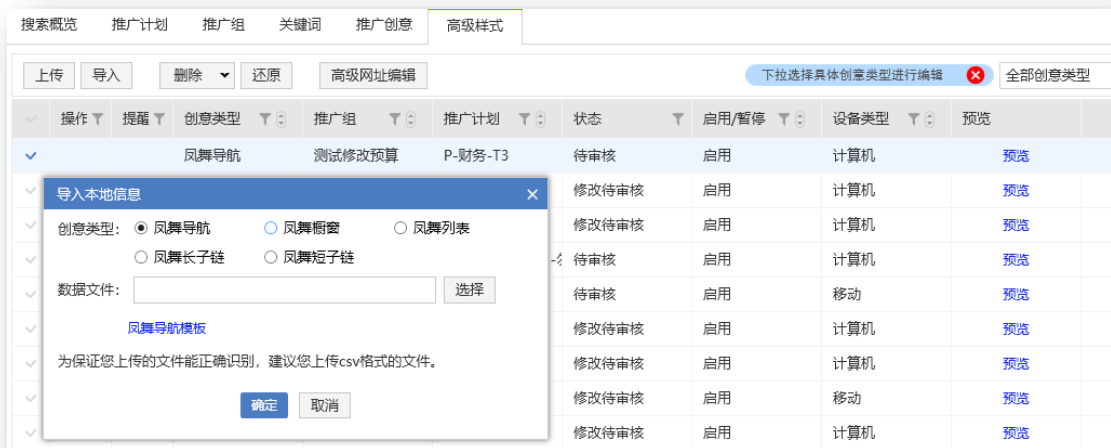 搜索概览 推广计划 推广组 关键词 推广创意 高级样式
上传 导入 删除 还原 高级网址编辑 下拉选择具体创意类型进行编辑 全部创意类型
操作 提醒 创意类型 推广组 推广计划 状态 启用/暂停 设备类型 预览
凤舞导航 测试修改预算 P-财务-T3 待审核 启用 计算机 预览
导入本地信息
修改待审核 启用 计算机 预览
创意类型: 凤舞导航 凤舞橱窗 凤舞列表
修改待审核 启用 计算机 预览
凤舞长子链 凤舞短子链
待审核 启用 计算机 预览
数据文件: 选择
待审核 启用 移动 预览
凤舞导航模板
修改待审核 启用 计算机 预览
为保证您上传的文件能正确识别，建议您上传csv格式的文件。
修改待审核 启用 计算机 预览
确定 取消
修改待审核 启用 移动 预览
修改待审核 启用 计算机 预览